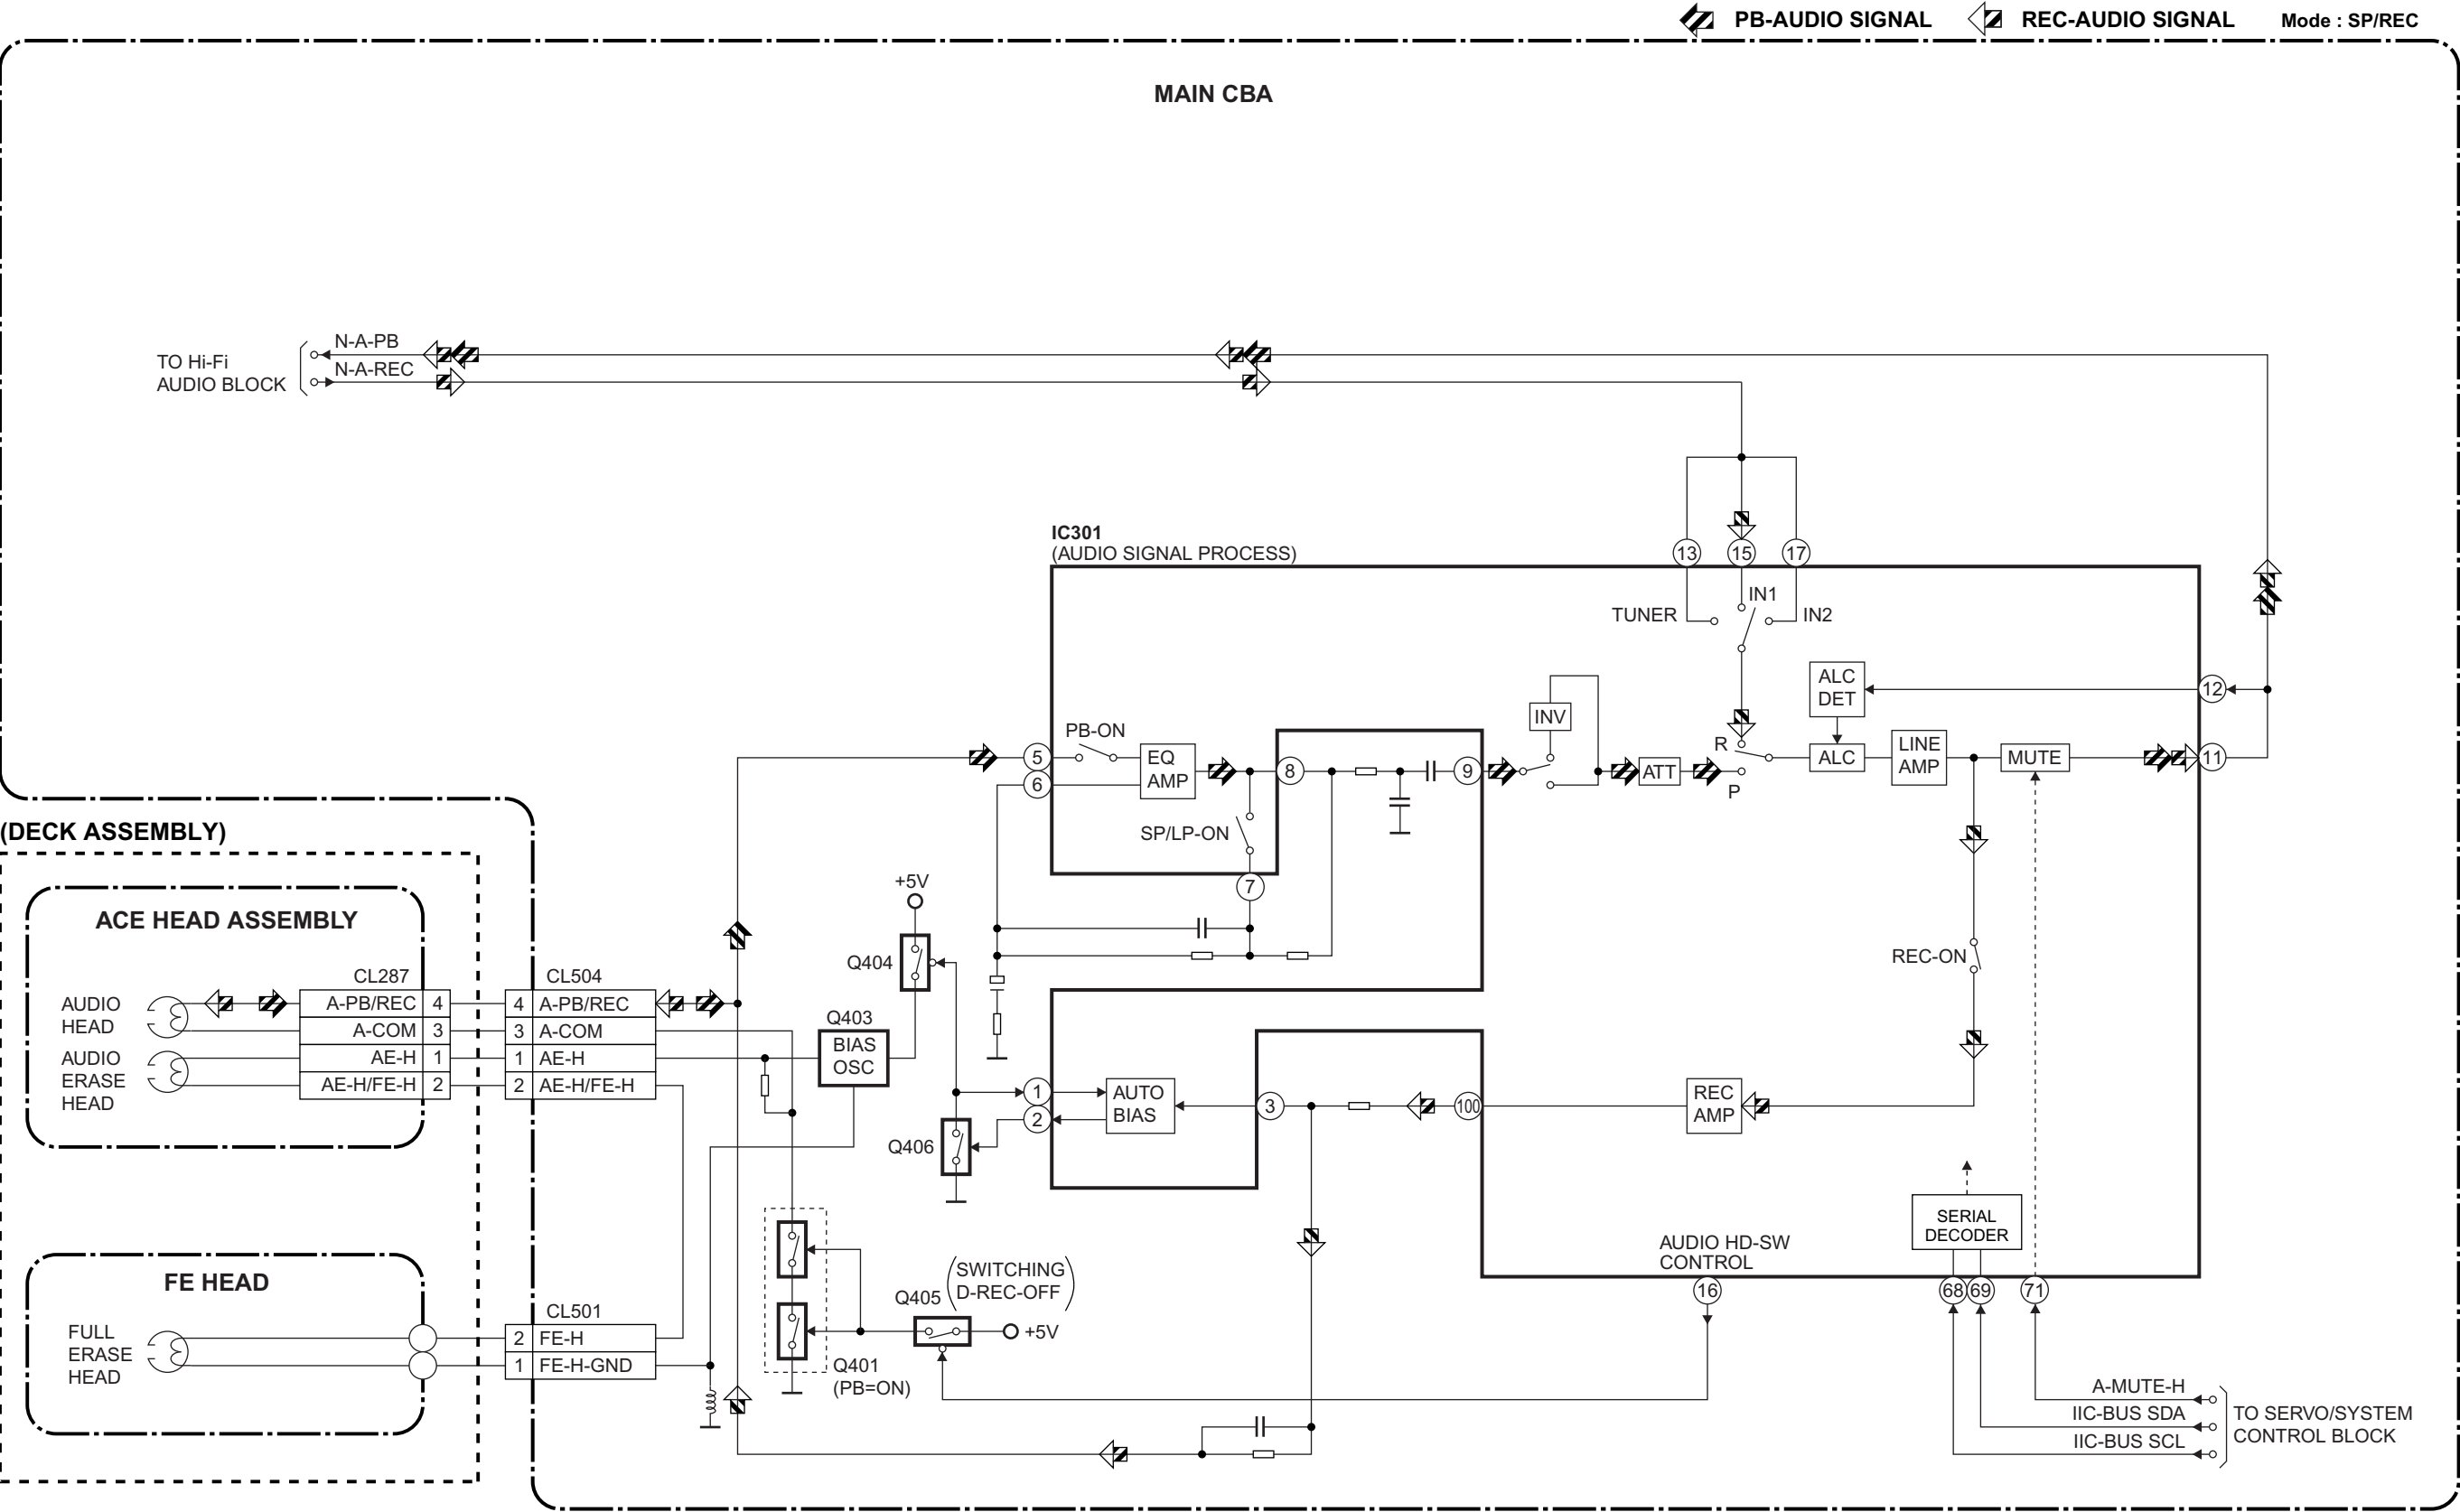 PB-AUDIO SIGNAL REC-AUDIO SIGNAL Mode : SP/REC
MAIN CBA
TO Hi-Fi
AUDIO BLOCK
N-A-PB
N-A-REC
IC301
(AUDIO SIGNAL PROCESS)
13 15 17
TUNER
IN1
IN2
ALC
DET
12
INV
PB-ON
5
6
EQ
AMP
8
9
ATT
R
P
ALC
LINE
AMP
MUTE
11
SP/LP-ON
7
REC-ON
(DECK ASSEMBLY)
ACE HEAD ASSEMBLY
CL287
CL504
AUDIO
HEAD
A-PB/REC 4
4 A-PB/REC
A-COM 3
3 A-COM
AUDIO
ERASE
HEAD
AE-H 1
1 AE-H
AE-H/FE-H 2
2 AE-H/FE-H
+5V
Q404
Q403
BIAS
OSC
Q406
1
2
AUTO
BIAS
3
100
REC
AMP
SERIAL
DECODER
AUDIO HD-SW
CONTROL
16
68 69 71
FE HEAD
FULL
ERASE
HEAD
CL501
2 FE-H
1 FE-H-GND
Q405
(SWITCHING
D-REC-OFF)
+5V
Q401
(PB=ON)
A-MUTE-H
IIC-BUS SDA
IIC-BUS SCL
TO SERVO/SYSTEM
CONTROL BLOCK